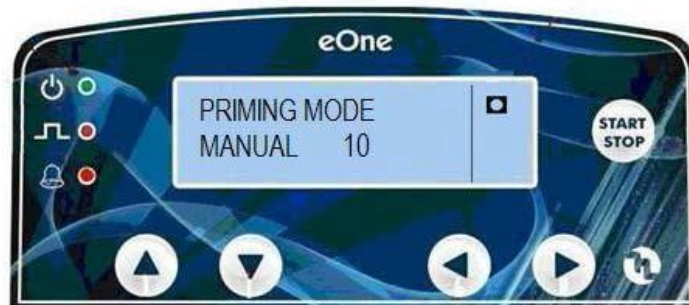 eOne
PRIMING MODE
MANUAL 10
START
STOP